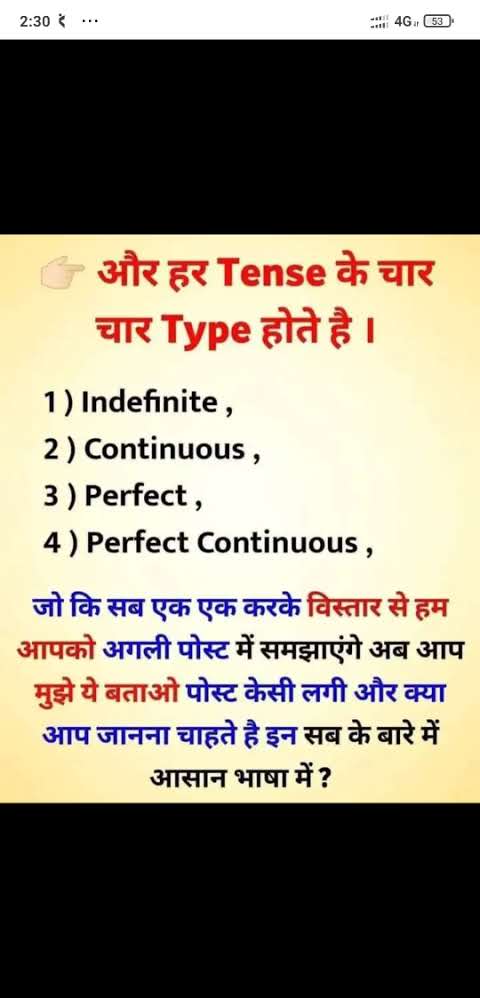 2:30
4G
53
और हर Tense के चार
चार Type होते है ।
1 ) Indefinite ,
2 ) Continuous ,
3 ) Perfect ,
4 ) Perfect Continuous ,
जो कि सब एक एक करके विस्तार से हम
आपको अगली पोस्ट में समझाएंगे अब आप
मुझे ये बताओ पोस्ट केसी लगी और क्या
आप जानना चाहते है इन सब के बारे में
आसान भाषा में ?